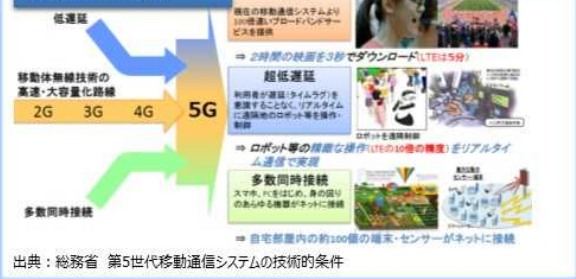 低遅延
移動体無線技術の
高速・大容量化路線
2G 3G 4G
5G
多数同時接続
現在の移動通信システムより
100倍速いブロードバンドサー
ビスを提供
⇒ 2時間の映画を3秒でダウンロード(LTEは5分)
超低遅延
利用者が遅延(タイムラグ)を
意識することなく、リアルタイム
に遠隔地のロボット等を操作・
制御
ロボットを遠隔制御
⇒ ロボット等の精緻な操作(LTEの10倍の精度)をリアルタイ
ム通信で実現
多数同時接続
スマホ、PCをはじめ、身の回り
のあらゆる機器がネットに接続
⇒ 自宅部屋内の約100個の端末・センサーがネットに接続
出典：総務省 第5世代移動通信システムの技術的条件